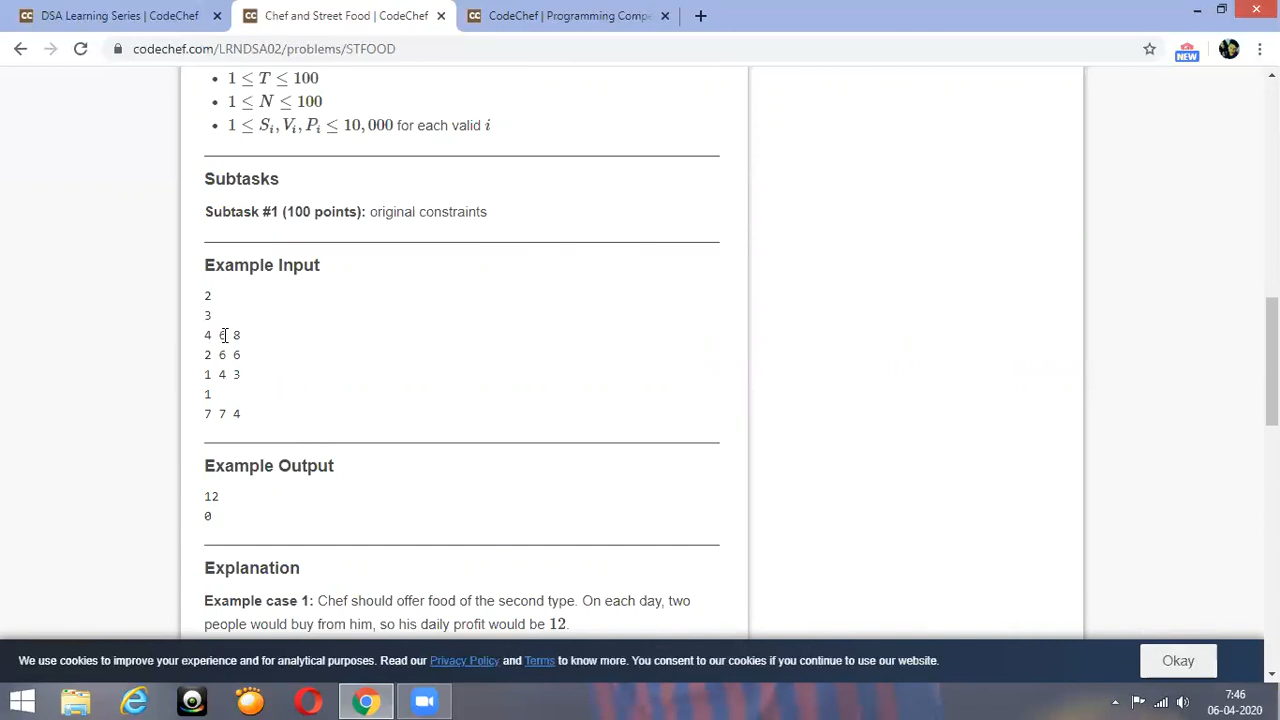 DSA Learning Series | CodeChef
Chef and Street Food | CodeChef
CodeChef | Programming Compe
codechef.com/LRNDSA02/problems/STFOOD
NEW
• 1 ≤ T ≤ 100
• 1 ≤ N ≤ 100
• 1 ≤ Sᵢ, Vᵢ, Pᵢ ≤ 10,000 for each valid i
Subtasks
Subtask #1 (100 points): original constraints
Example Input
2
3
4 6 8
2 6 6
1 4 3
1
7 7 4
Example Output
12
0
Explanation
Example case 1: Chef should offer food of the second type. On each day, two
people would buy from him, so his daily profit would be 12.
We use cookies to improve your experience and for analytical purposes. Read our Privacy Policy and Terms to know more. You consent to our cookies if you continue to use our website.
Okay
7:46
06-04-2020